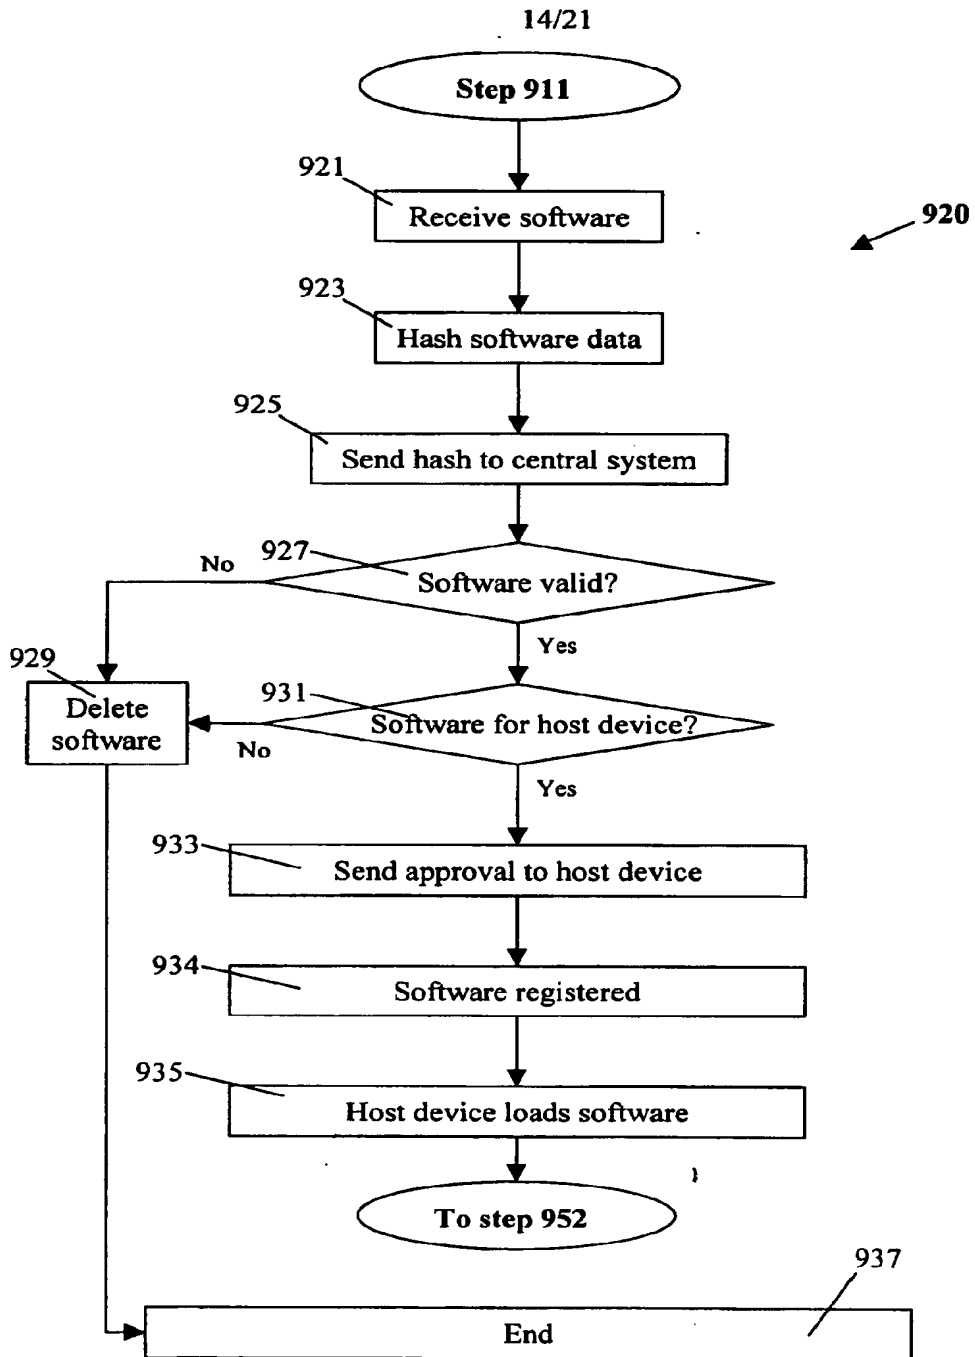 14/21
Step 911
921
Receive software
920
923
Hash software data
925
Send hash to central system
927
No
Software valid?
Yes
929
Delete
software
931
Software for host device?
No
Yes
933
Send approval to host device
934
Software registered
935
Host device loads software
To step 952
937
End